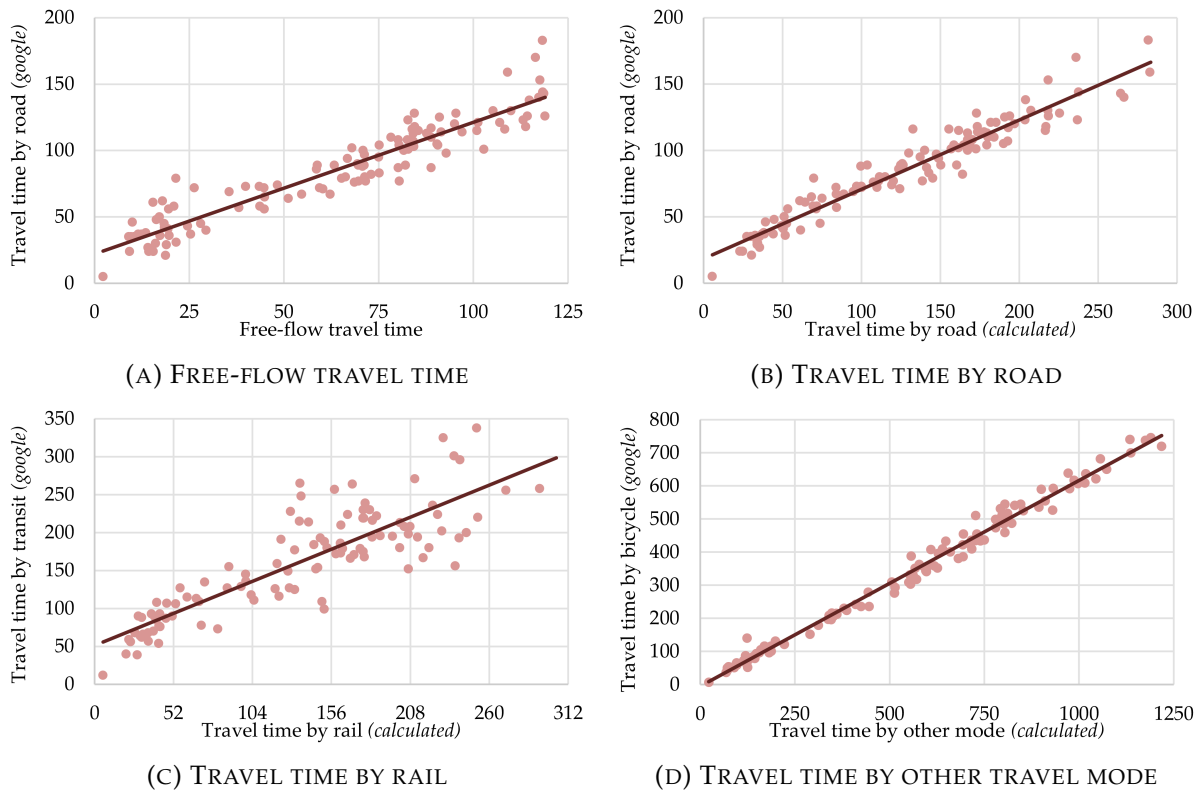 200
150
100
50
0
Travel time by road (google)
0 25 50 75 100 125
Free-flow travel time
(A) FREE-FLOW TRAVEL TIME
200
150
100
50
0
Travel time by road (google)
0 50 100 150 200 250 300
Travel time by road (calculated)
(B) TRAVEL TIME BY ROAD
350
300
250
200
150
100
50
0
Travel time by transit (google)
0 52 104 156 208 260 312
Travel time by rail (calculated)
(C) TRAVEL TIME BY RAIL
800
700
600
500
400
300
200
100
0
Travel time by bicycle (google)
0 250 500 750 1000 1250
Travel time by other mode (calculated)
(D) TRAVEL TIME BY OTHER TRAVEL MODE